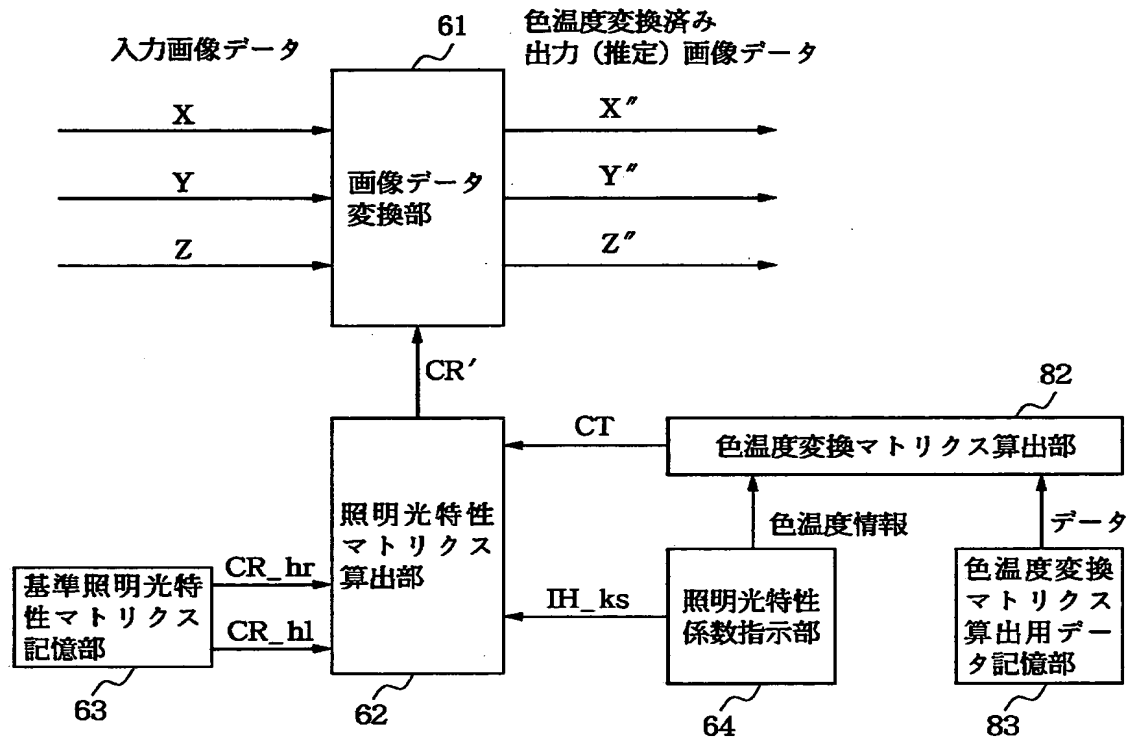 入力画像データ
61
色温度変換済み
出力（推定）画像データ
X
X″
Y
画像データ
変換部
Y″
Z
Z″
CR′
82
CT
色温度変換マトリクス算出部
照明光特性
マトリクス
算出部
色温度情報
データ
基準照明光特
性マトリクス
記憶部
CR_hr
CR_hl
IH_ks
照明光特性
係数指示部
色温度変換
マトリクス
算出用デー
タ記憶部
63
62
64
83